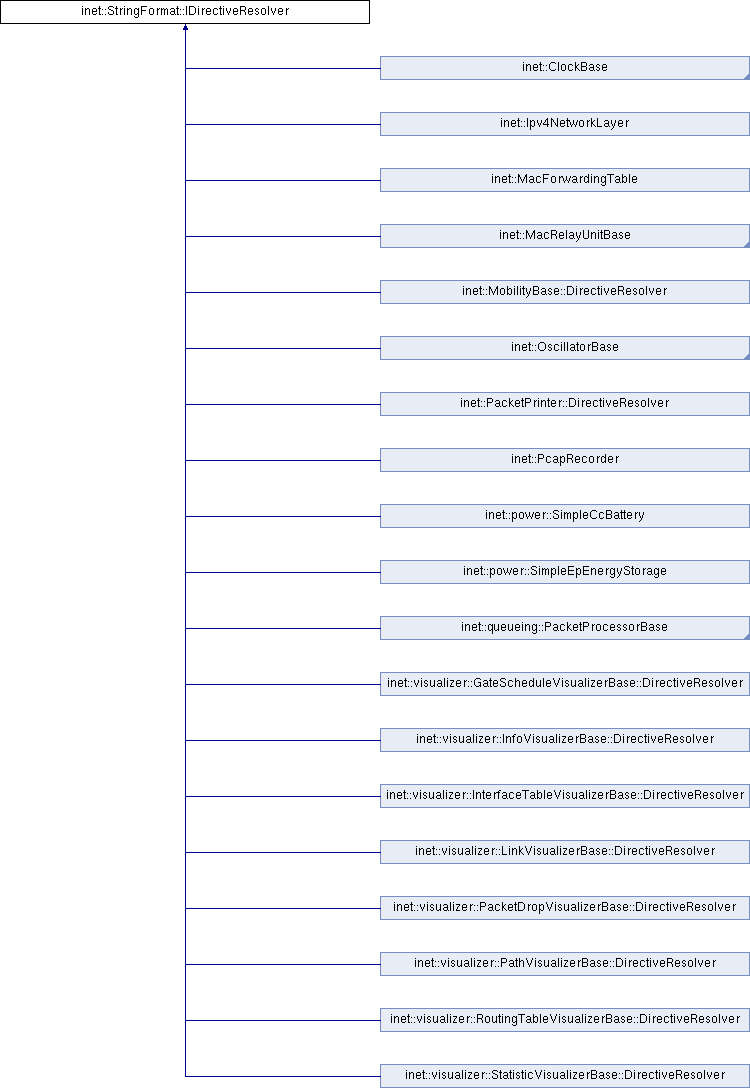 inet::StringFormat::IDirectiveResolver
inet::ClockBase
inet::Ipv4NetworkLayer
inet::MacForwardingTable
inet::MacRelayUnitBase
inet::MobilityBase::DirectiveResolver
inet::OscillatorBase
inet::PacketPrinter::DirectiveResolver
inet::PcapRecorder
inet::power::SimpleCcBattery
inet::power::SimpleEpEnergyStorage
inet::queueing::PacketProcessorBase
inet::visualizer::GateScheduleVisualizerBase::DirectiveResolver
inet::visualizer::InfoVisualizerBase::DirectiveResolver
inet::visualizer::InterfaceTableVisualizerBase::DirectiveResolver
inet::visualizer::LinkVisualizerBase::DirectiveResolver
inet::visualizer::PacketDropVisualizerBase::DirectiveResolver
inet::visualizer::PathVisualizerBase::DirectiveResolver
inet::visualizer::RoutingTableVisualizerBase::DirectiveResolver
inet::visualizer::StatisticVisualizerBase::DirectiveResolver